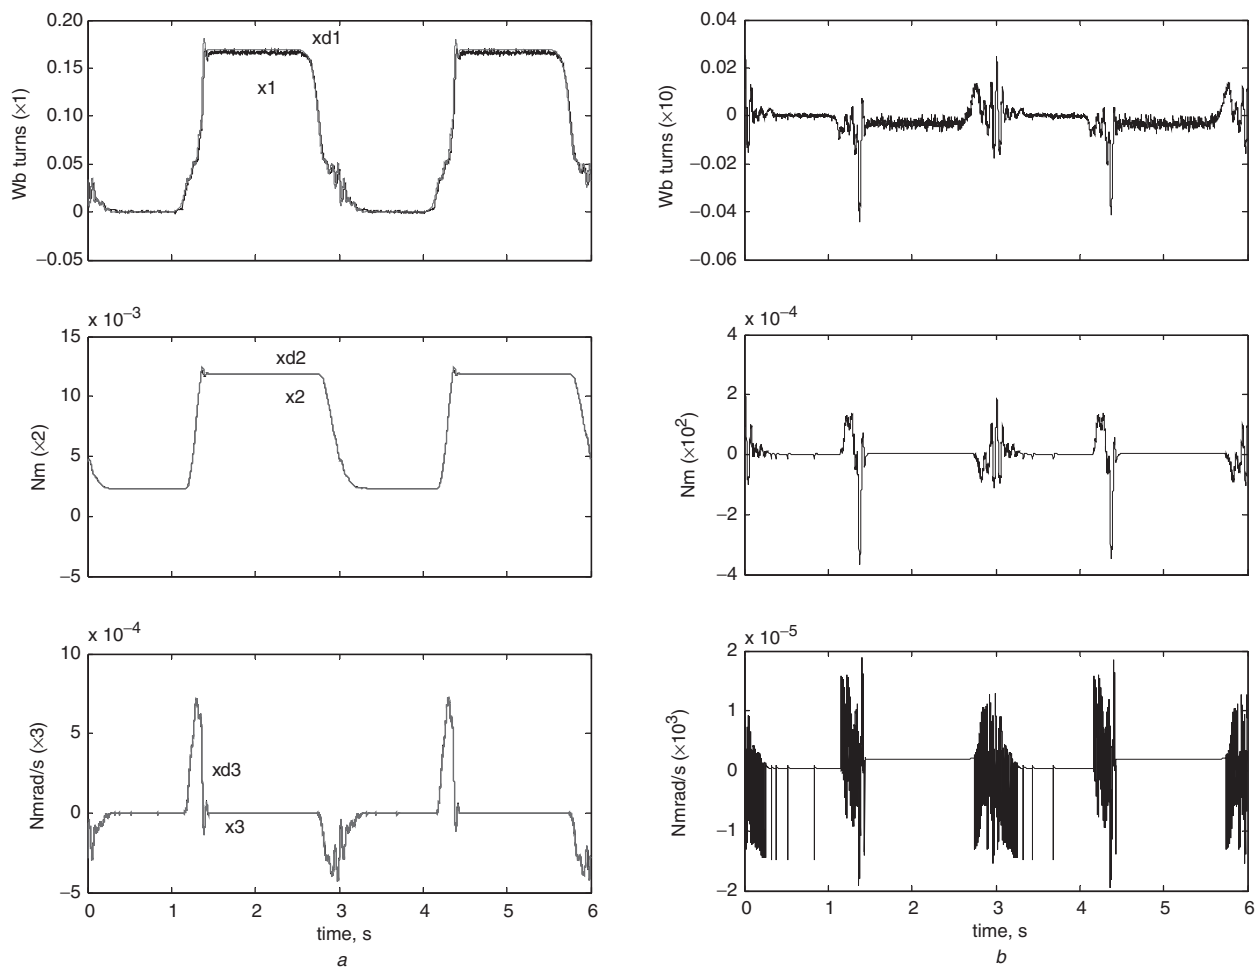 0.20
0.15
0.10
0.05
0
−0.05
Wb turns (×1)
xd1
x1
0.04
0.02
0
−0.02
−0.04
−0.06
Wb turns (×10)
x 10−3
15
10
5
0
−5
Nm (×2)
xd2
x2
x 10−4
4
2
0
−2
−4
Nm (×10²)
x 10−4
10
5
0
−5
Nmrad/s (×3)
xd3
x3
0 1 2 3 4 5 6
time, s
a
x 10−5
2
1
0
−1
−2
Nmrad/s (×10³)
0 1 2 3 4 5 6
time, s
b